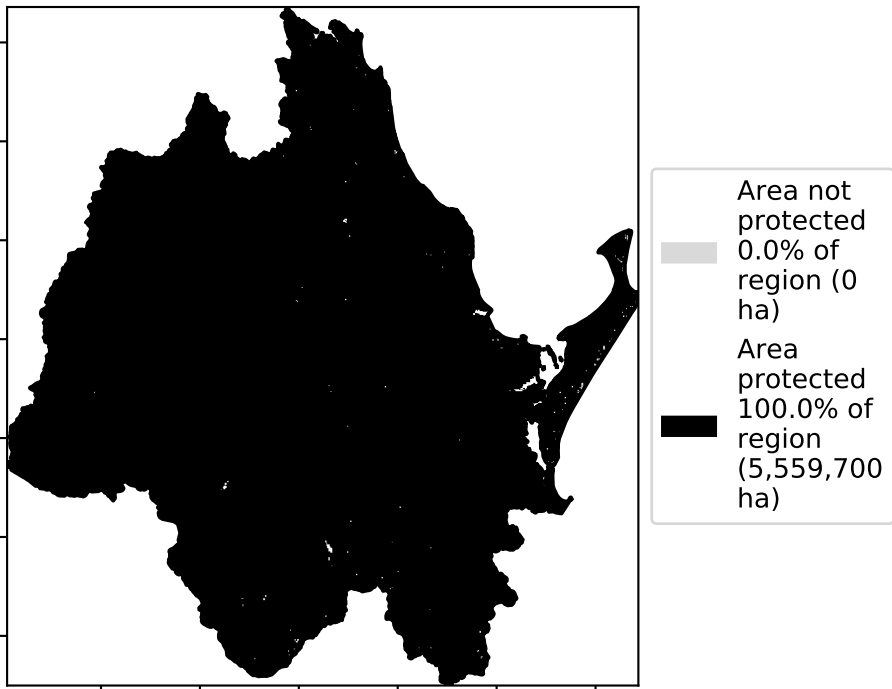 Area not
protected
0.0% of
region (0
ha)
Area
protected
100.0% of
region
(5,559,700
ha)